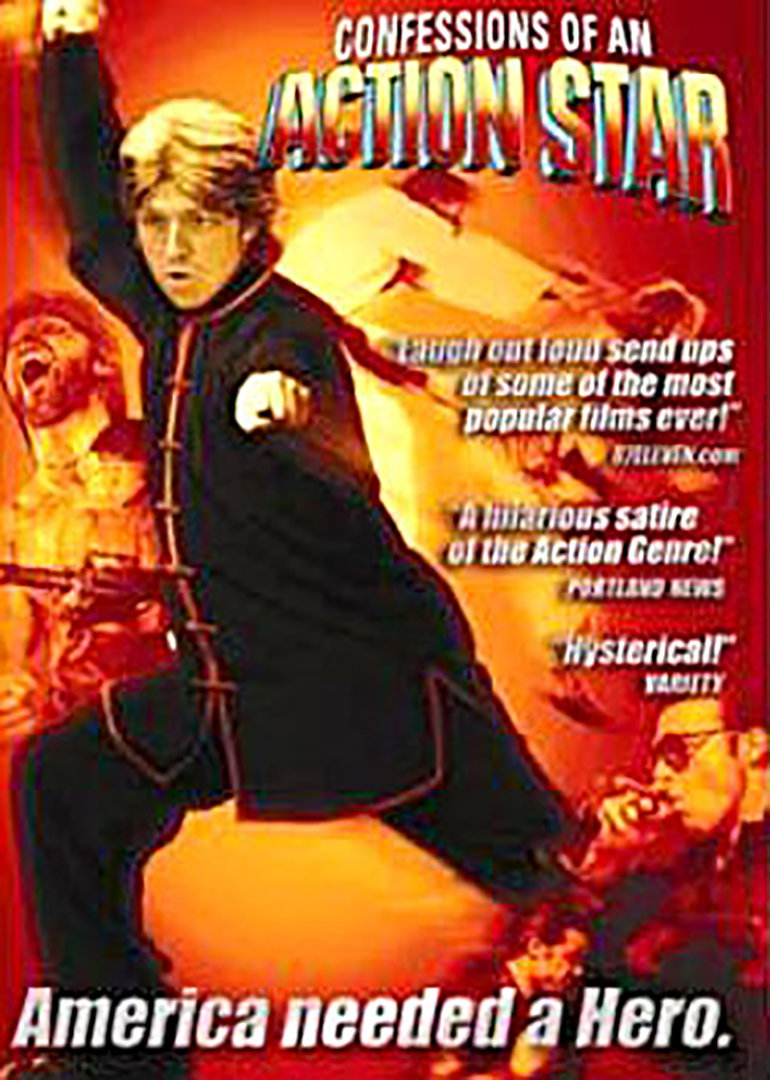 CONFESSIONS OF AN
ACTION STAR
"Laugh out loud send ups
of some of the most
popular films ever!"
"A hilarious satire
of the Action Genre!"
PORTLAND NEWS
"Hysterical!"
VARIETY
America needed a Hero.